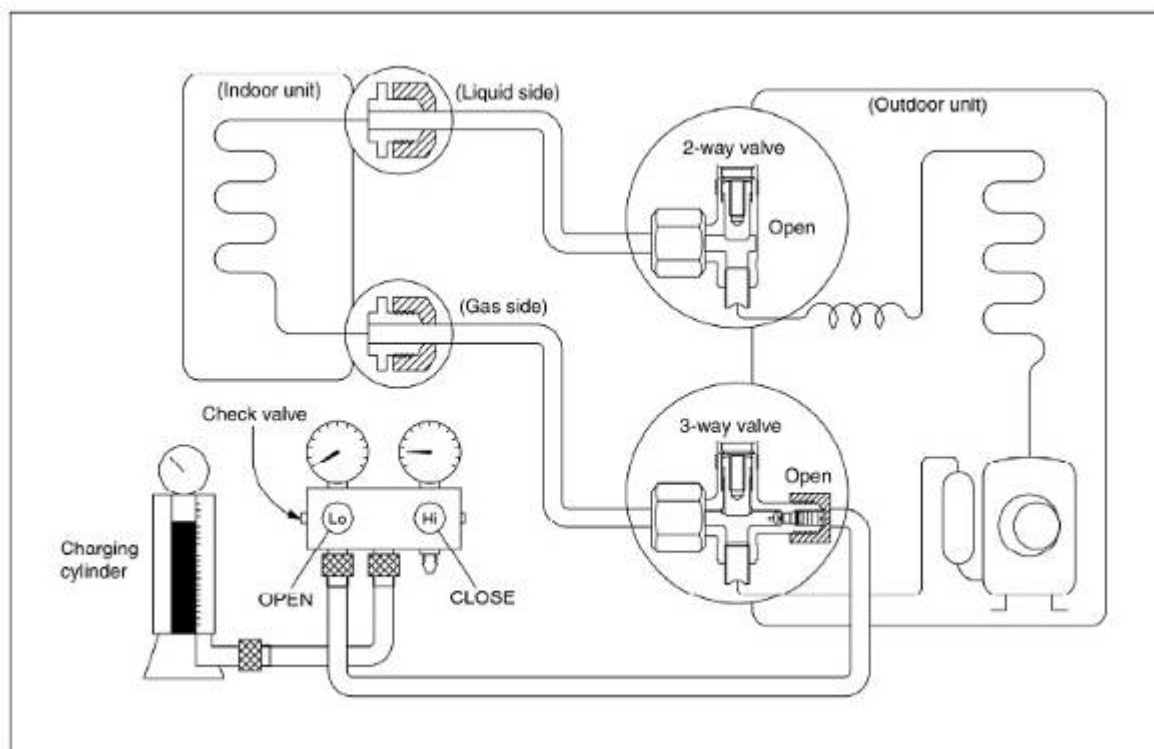 (Indoor unit)
(Liquid side)
(Outdoor unit)
2-way valve
Open
(Gas side)
Check valve
3-way valve
Open
Lo
Hi
Charging
cylinder
OPEN
CLOSE